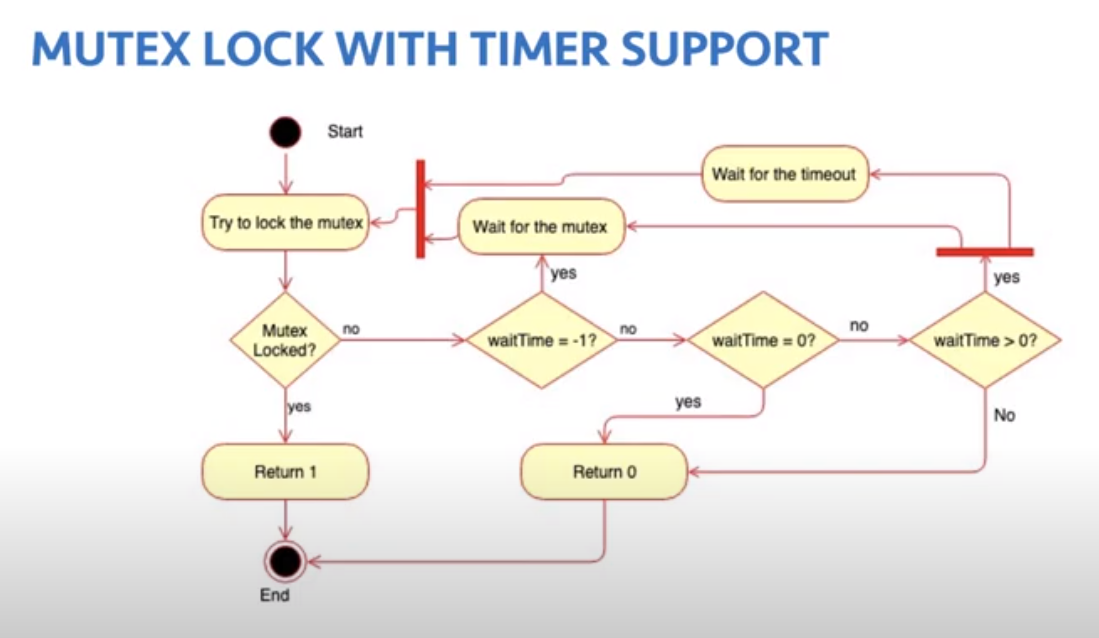 MUTEX LOCK WITH TIMER SUPPORT
Start
Wait for the timeout
Try to lock the mutex
Wait for the mutex
yes
yes
Mutex
Locked?
no
waitTime = -1?
no
waitTime = 0?
no
waitTime > 0?
yes
yes
No
Return 1
Return 0
End